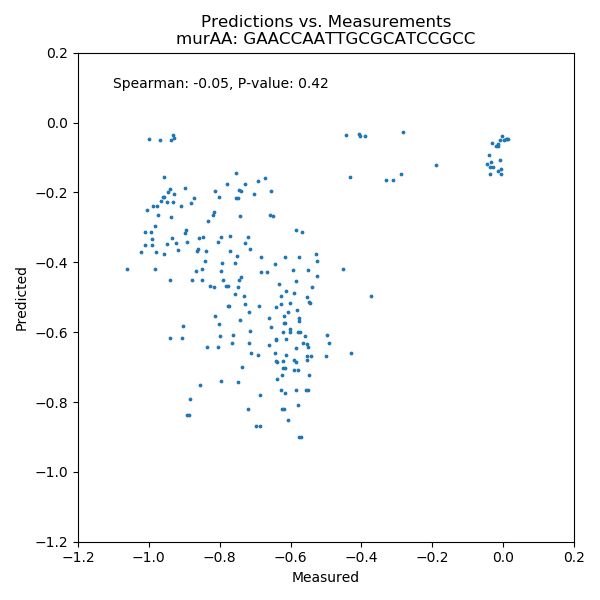 Predictions vs. Measurements
murAA: GAACCAATTGCGCATCCGCC
Spearman: -0.05, P-value: 0.42
0.2
0.0
−0.2
−0.4
−0.6
−0.8
−1.0
−1.2
Predicted
−1.2 −1.0 −0.8 −0.6 −0.4 −0.2 0.0 0.2
Measured